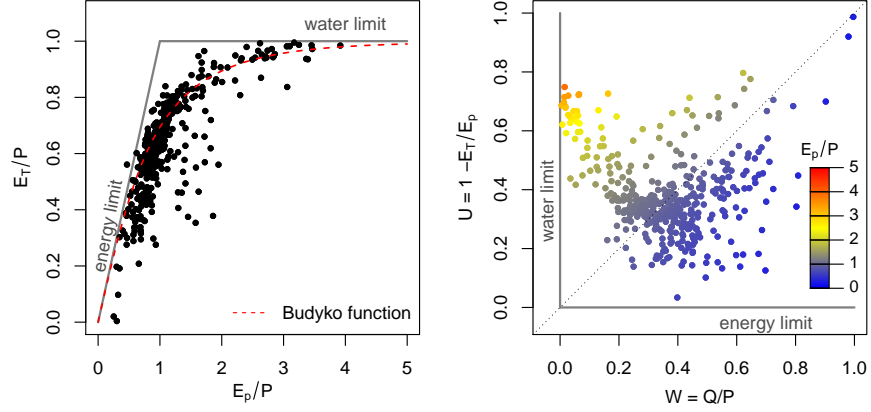 water limit
energy limit
Budyko function
0.0 0.2 0.4 0.6 0.8 1.0
E_T/P
0 1 2 3 4 5
E_p/P
water limit
energy limit
E_p/P
5
4
3
2
1
0
0.0 0.2 0.4 0.6 0.8 1.0
U = 1 −E_T/E_p
0.0 0.2 0.4 0.6 0.8 1.0
W = Q/P